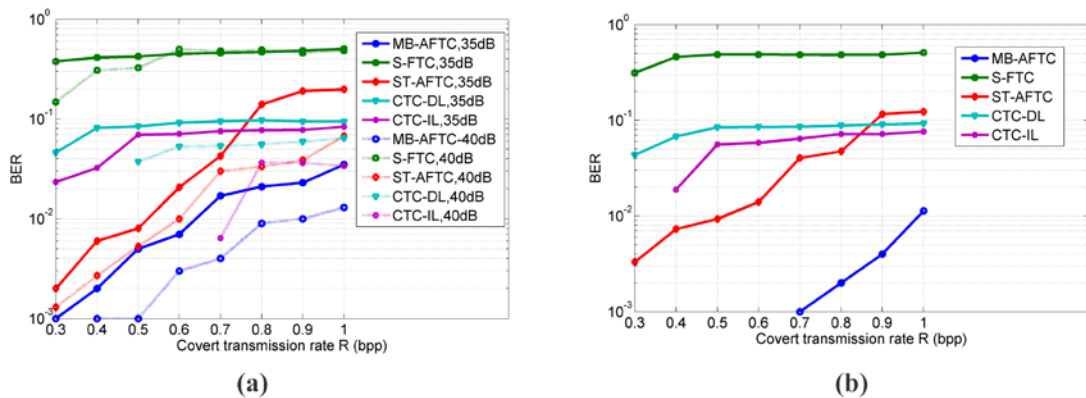 10^0
10^-1
10^-2
10^-3
BER
0.3 0.4 0.5 0.6 0.7 0.8 0.9 1
Covert transmission rate R (bpp)
MB-AFTC,35dB
S-FTC,35dB
ST-AFTC,35dB
CTC-DL,35dB
CTC-IL,35dB
MB-AFTC-40dB
S-FTC,40dB
ST-AFTC,40dB
CTC-DL,40dB
CTC-IL,40dB
(a)
10^0
10^-1
10^-2
10^-3
BER
0.3 0.4 0.5 0.6 0.7 0.8 0.9 1
Covert transmission rate R (bpp)
MB-AFTC
S-FTC
ST-AFTC
CTC-DL
CTC-IL
(b)